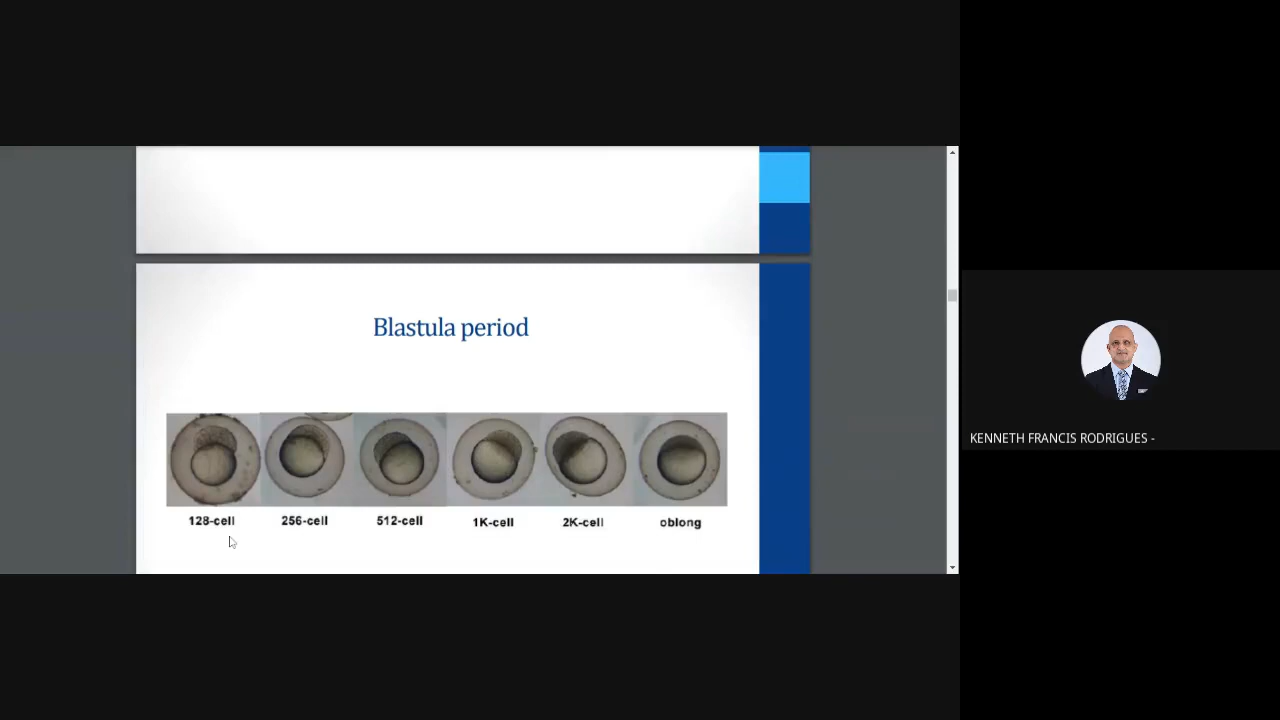 Blastula period
128-cell 256-cell 512-cell 1K-cell 2K-cell oblong
KENNETH FRANCIS RODRIGUES -